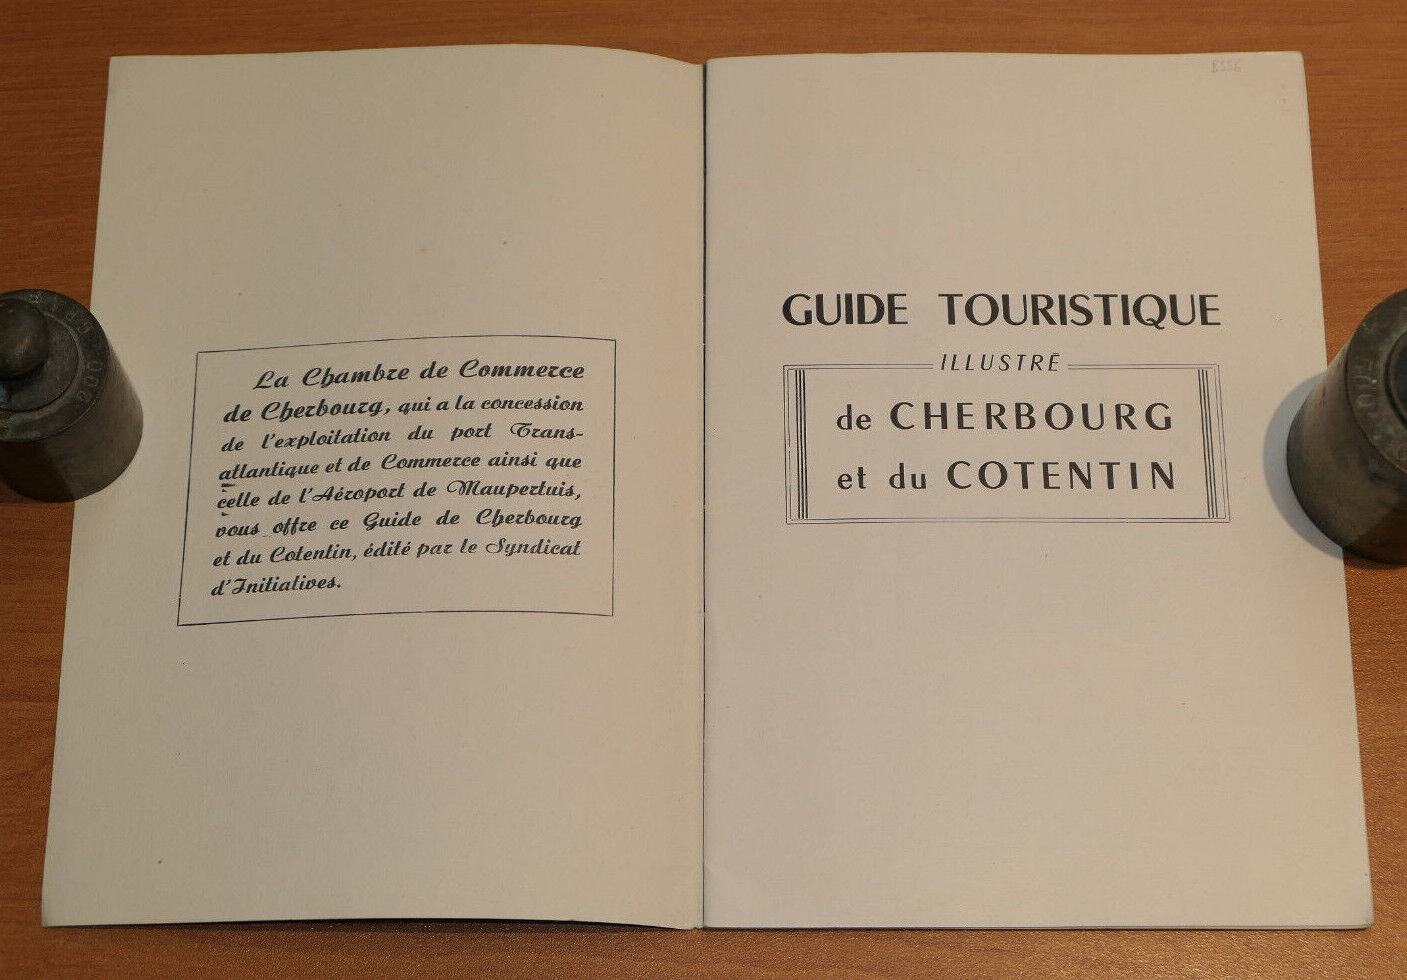 La Chambre de Commerce
de Cherbourg, qui a la concession
de l'exploitation du port Trans-
atlantique et de Commerce ainsi que
celle de l'Aéroport de Maupertuis,
vous offre ce Guide de Cherbourg
et du Cotentin, édité par le Syndicat
d'Initiatives.
GUIDE TOURISTIQUE
ILLUSTRÉ
de CHERBOURG
et du COTENTIN